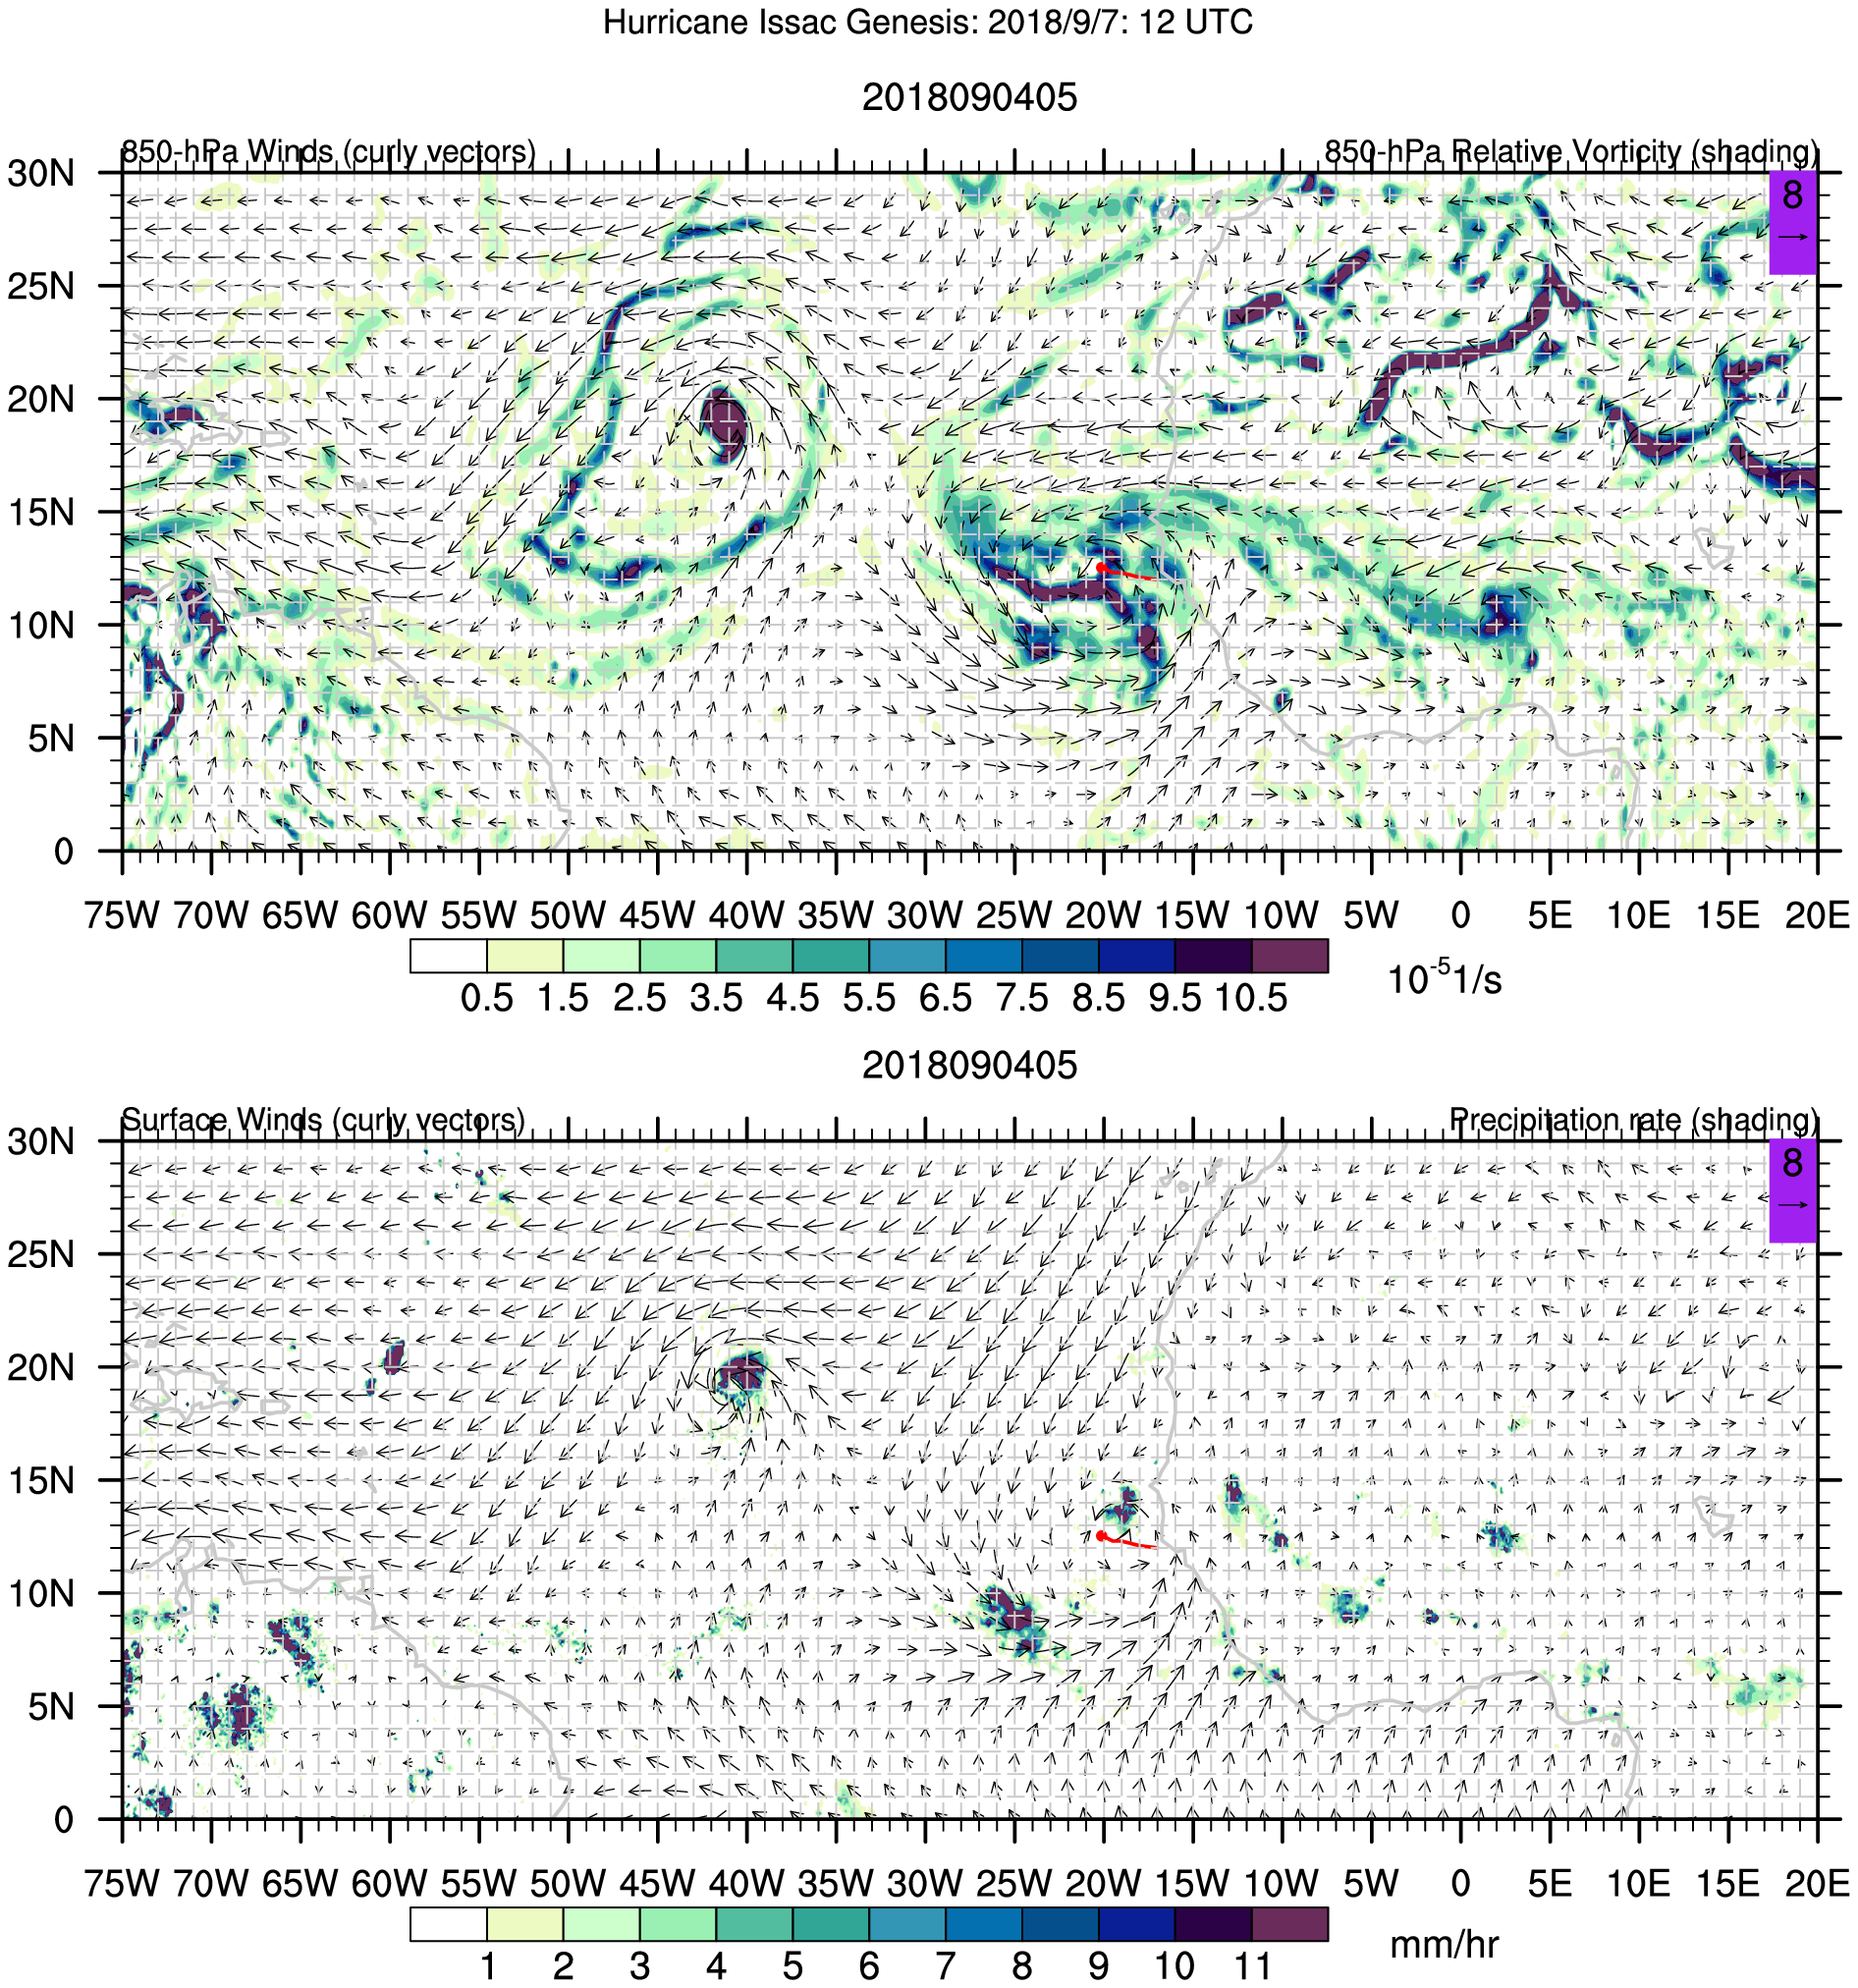 Hurricane Issac Genesis: 2018/9/7: 12 UTC
2018090405
850-hPa Winds (curly vectors) 850-hPa Relative Vorticity (shading)
30N
8
25N
20N
15N
10N
5N
0
75W 70W 65W 60W 55W 50W 45W 40W 35W 30W 25W 20W 15W 10W 5W 0 5E 10E 15E 20E
0.5 1.5 2.5 3.5 4.5 5.5 6.5 7.5 8.5 9.5 10.5
10⁻⁵1/s
2018090405
Surface Winds (curly vectors) Precipitation rate (shading)
30N
8
25N
20N
15N
10N
5N
0
75W 70W 65W 60W 55W 50W 45W 40W 35W 30W 25W 20W 15W 10W 5W 0 5E 10E 15E 20E
1 2 3 4 5 6 7 8 9 10 11
mm/hr